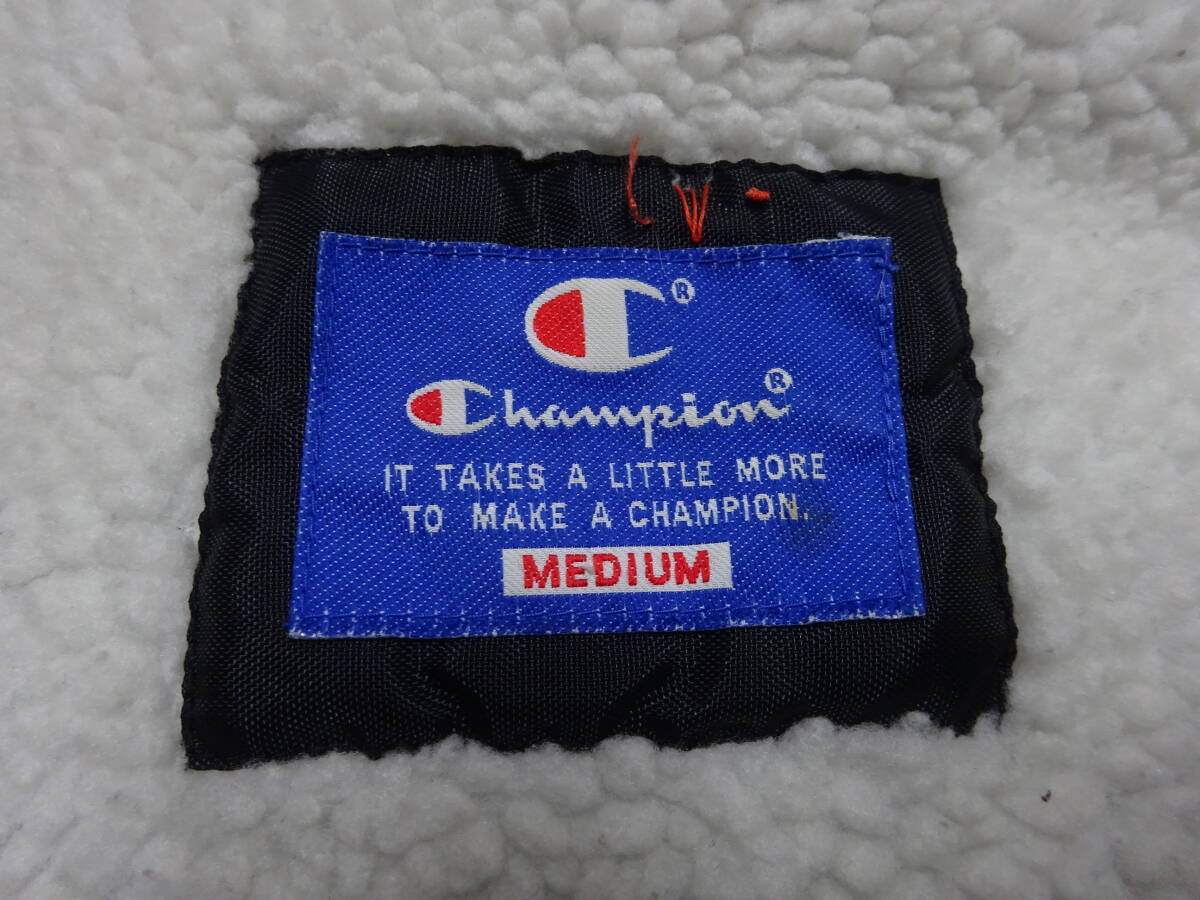 C®
Champion®
IT TAKES A LITTLE MORE
TO MAKE A CHAMPION.
MEDIUM